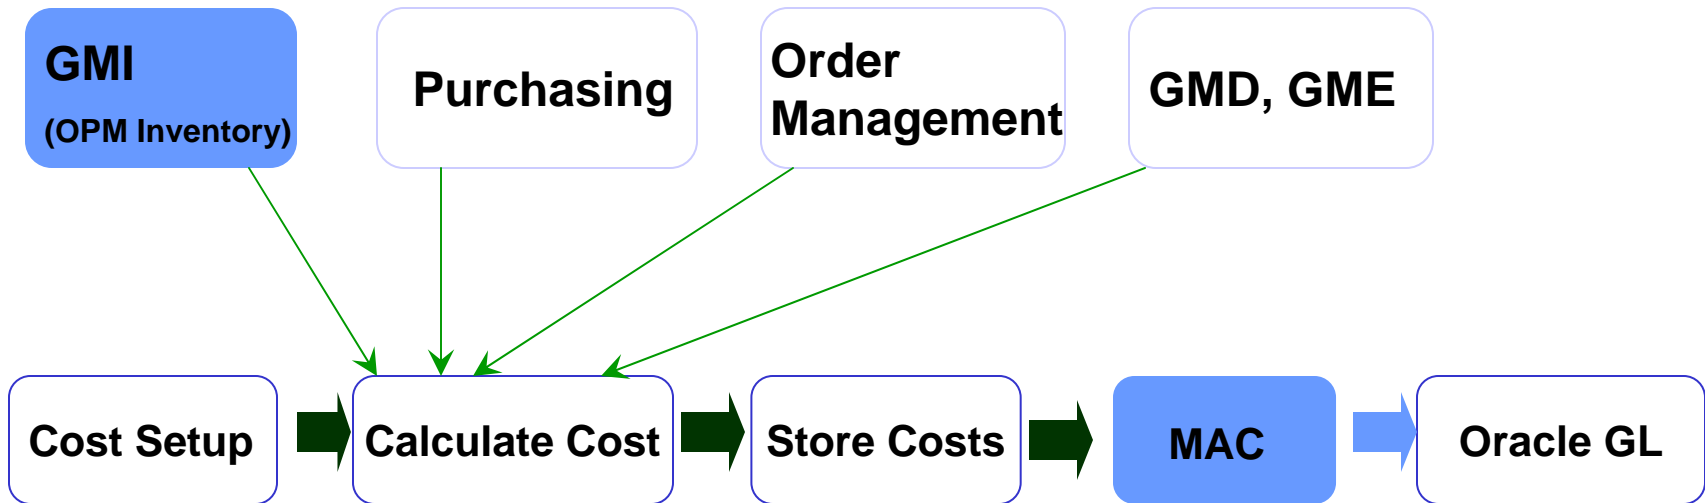 GMI
(OPM Inventory)
Purchasing
Order
Management
GMD, GME
Cost Setup
Calculate Cost
Store Costs
MAC
Oracle GL